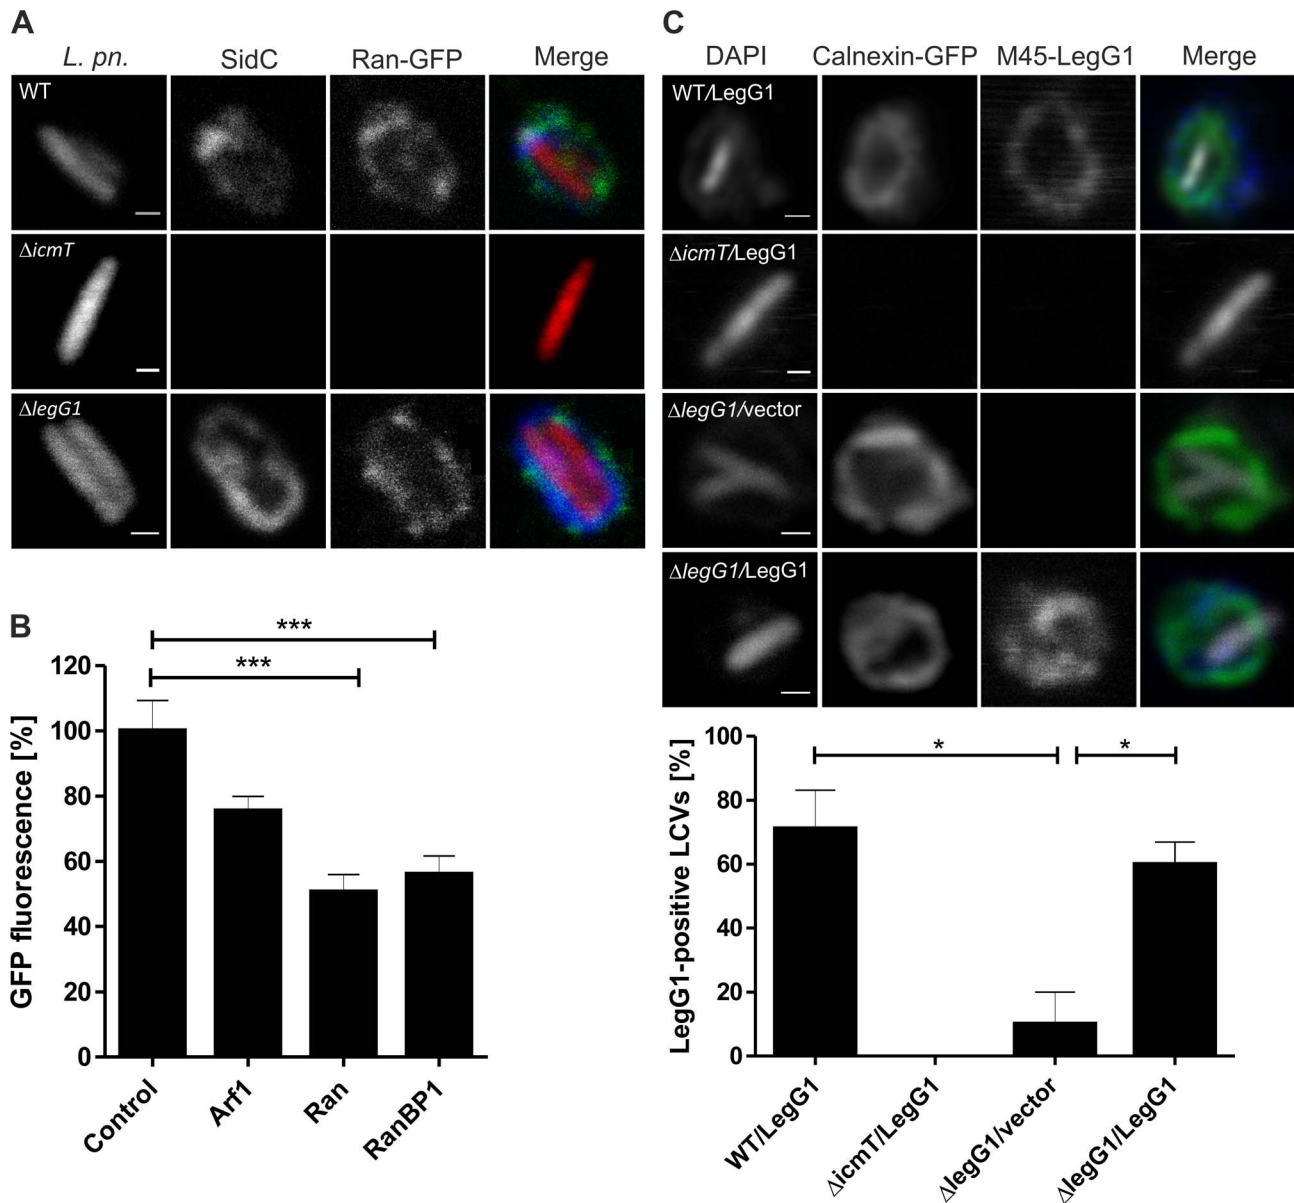 A
L. pn.
SidC
Ran-GFP
Merge
WT
ΔicmT
ΔlegG1
B
***
***
120
100
80
60
40
20
0
GFP fluorescence [%]
Control
Arf1
Ran
RanBP1
C
DAPI
Calnexin-GFP
M45-LegG1
Merge
WT/LegG1
ΔicmT/LegG1
ΔlegG1/vector
ΔlegG1/LegG1
*
*
100
80
60
40
20
0
LegG1-positive LCVs [%]
WT/LegG1
ΔicmT/LegG1
ΔlegG1/vector
ΔlegG1/LegG1